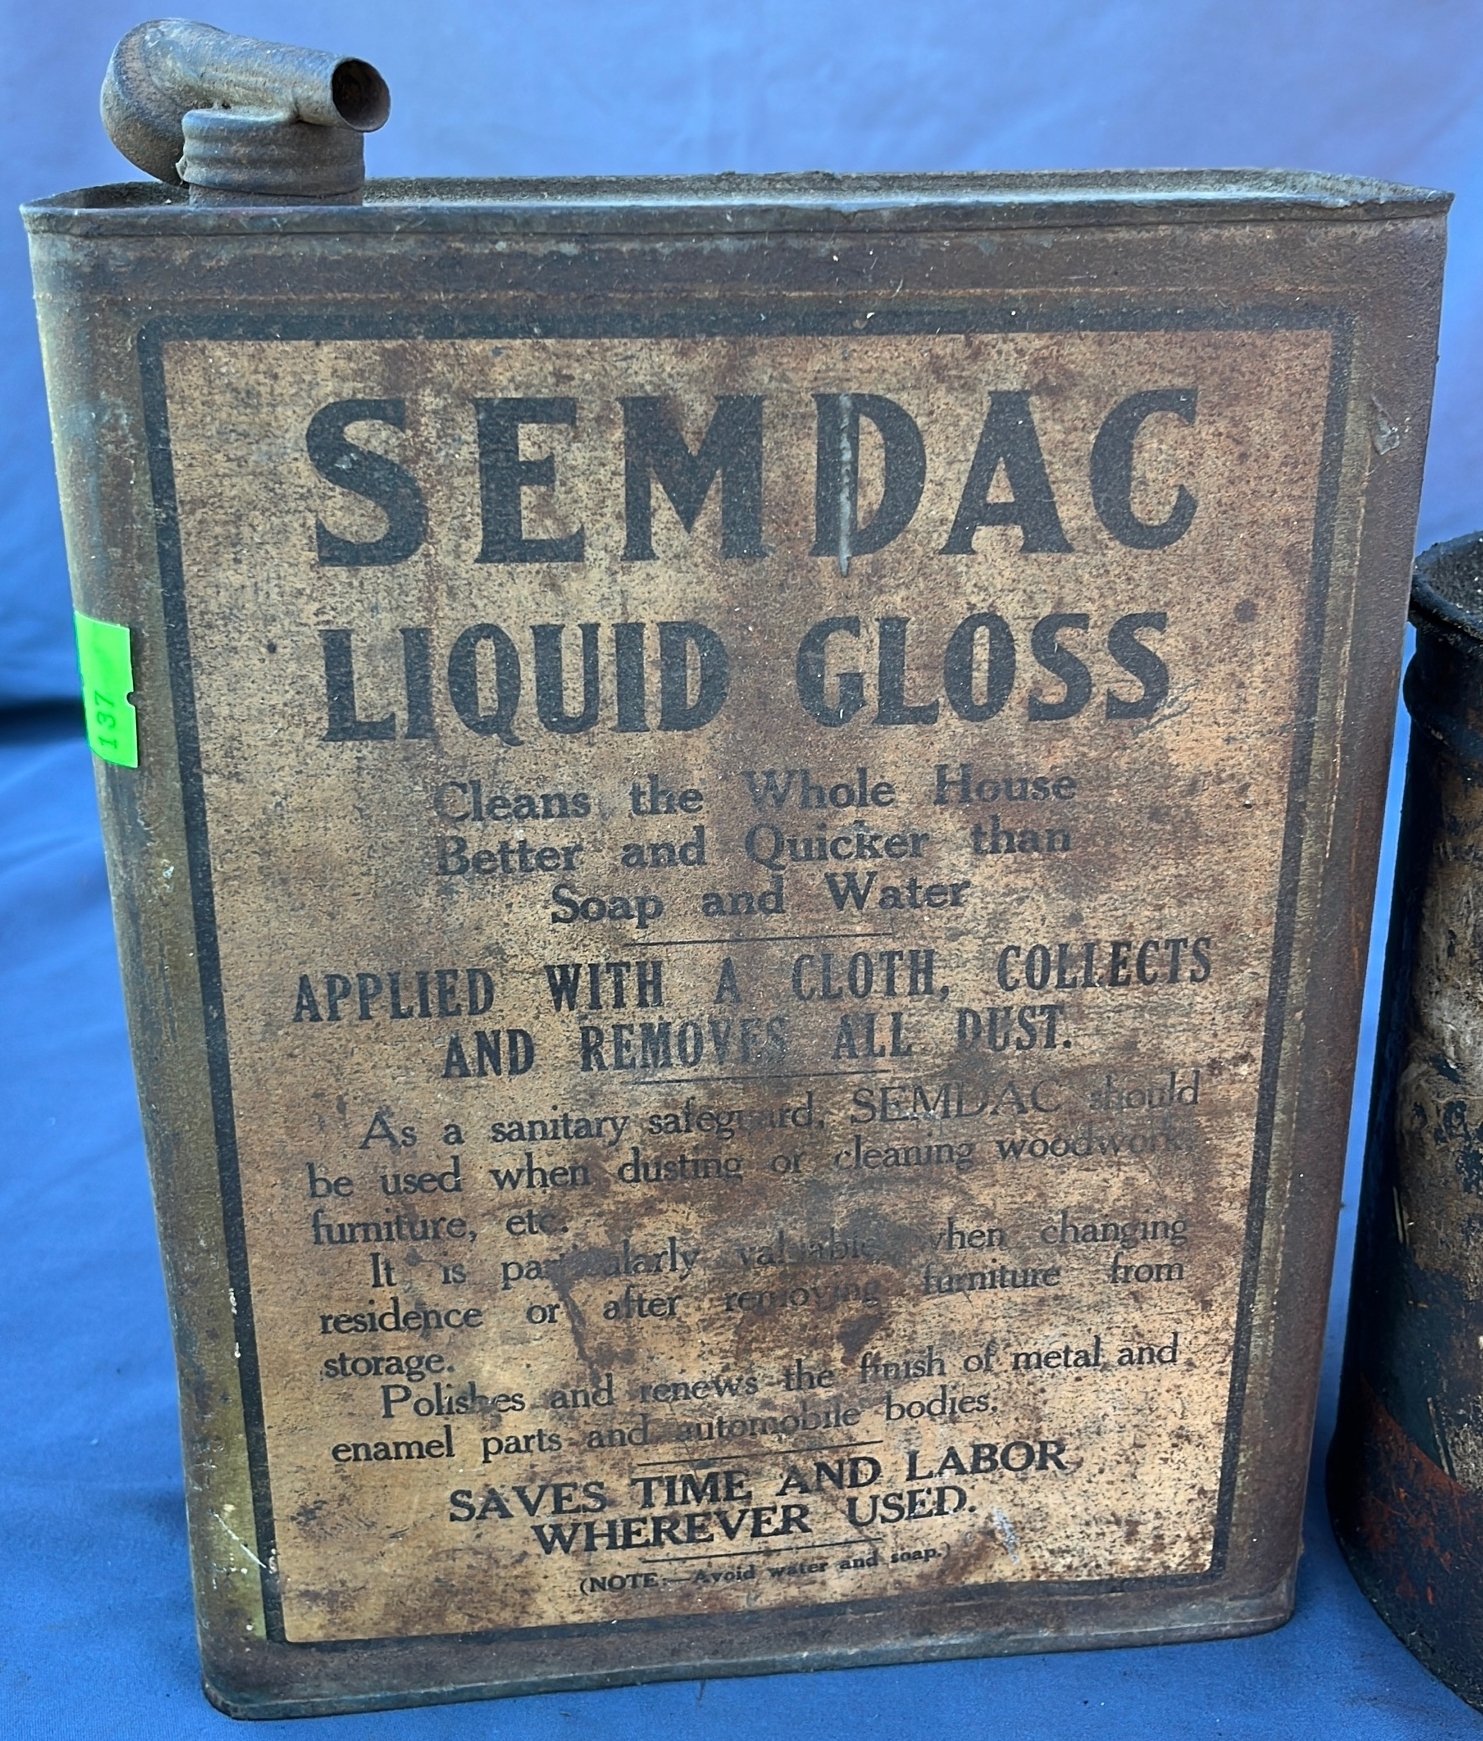 SEMDAC
LIQUID GLOSS
Cleans the Whole House
Better and Quicker than
Soap and Water
APPLIED WITH A CLOTH, COLLECTS
AND REMOVES ALL DUST.
As a sanitary safeguard, SEMDAC should
be used when dusting or cleaning woodwork,
furniture, etc.
It is particularly valuable when changing
residence or after removing furniture from
storage.
Polishes and renews the finish of metal and
enamel parts and automobile bodies.
SAVES TIME AND LABOR
WHEREVER USED.
(NOTE:—Avoid water and soap.)
137